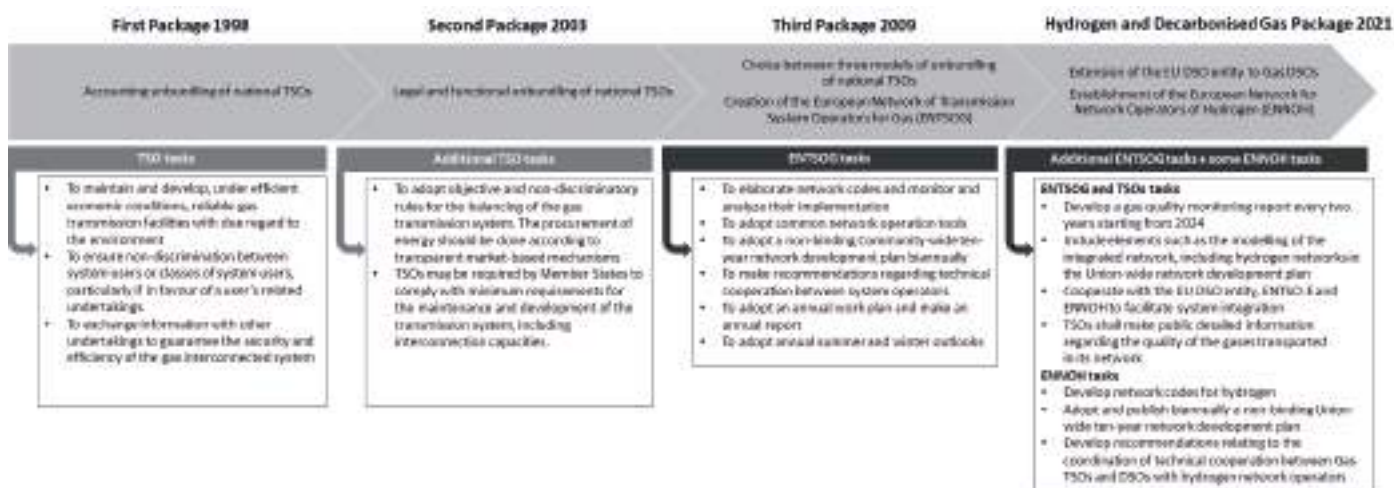 First Package 1998
Second Package 2003
Third Package 2009
Hydrogen and Decarbonised Gas Package 2021
Accounting unbundling of national TSOs
Legal and functional unbundling of national TSOs
Choice between three models of unbundling
of national TSOs
Creation of the European Network of Transmission
System Operators for Gas (ENTSOG)
Extension of the EU DSO entity to Gas DSOs
Establishment of the European Network for
Network Operators of Hydrogen (ENNOH)
TSO tasks
• To maintain and develop, under efficient
economic conditions, reliable gas
transmission facilities with due regard to
the environment
• To ensure non-discrimination between
system users or classes of system users,
particularly if in favour of a user's related
undertakings
• To exchange information with other
undertakings to guarantee the security and
efficiency of the gas interconnected system
Additional TSO tasks
• To adopt objective and non-discriminatory
rules for the balancing of the gas
transmission system. The procurement of
energy should be done according to
transparent market-based mechanisms
• TSOs may be required by Member States to
comply with minimum requirements for
the maintenance and development of the
transmission system, including
interconnection capacities.
ENTSOG tasks
• To elaborate network codes and monitor and
analyze their implementation
• To adopt common network operation tools
• To adopt a non-binding Community-wide ten-
year network development plan biannually
• To make recommendations regarding technical
cooperation between system operators
• To adopt an annual work plan and make an
annual report
• To adopt annual summer and winter outlooks
Additional ENTSOG tasks + some ENNOH tasks
ENTSOG and TSOs tasks
• Develop a gas quality monitoring report every two
years starting from 2024
• Include elements such as the modelling of the
integrated network, including hydrogen networks in
the Union-wide network development plan
• Cooperate with the EU DSO entity, ENTSO-E and
ENNOH to facilitate system integration
• TSOs shall make public detailed information
regarding the quality of the gases transported
in its network
ENNOH tasks
• Develop network codes for hydrogen
• Adopt and publish biannually a non-binding Union-
wide ten-year network development plan
• Develop recommendations relating to the
coordination of technical cooperation between Gas
TSOs and DSOs with hydrogen network operators